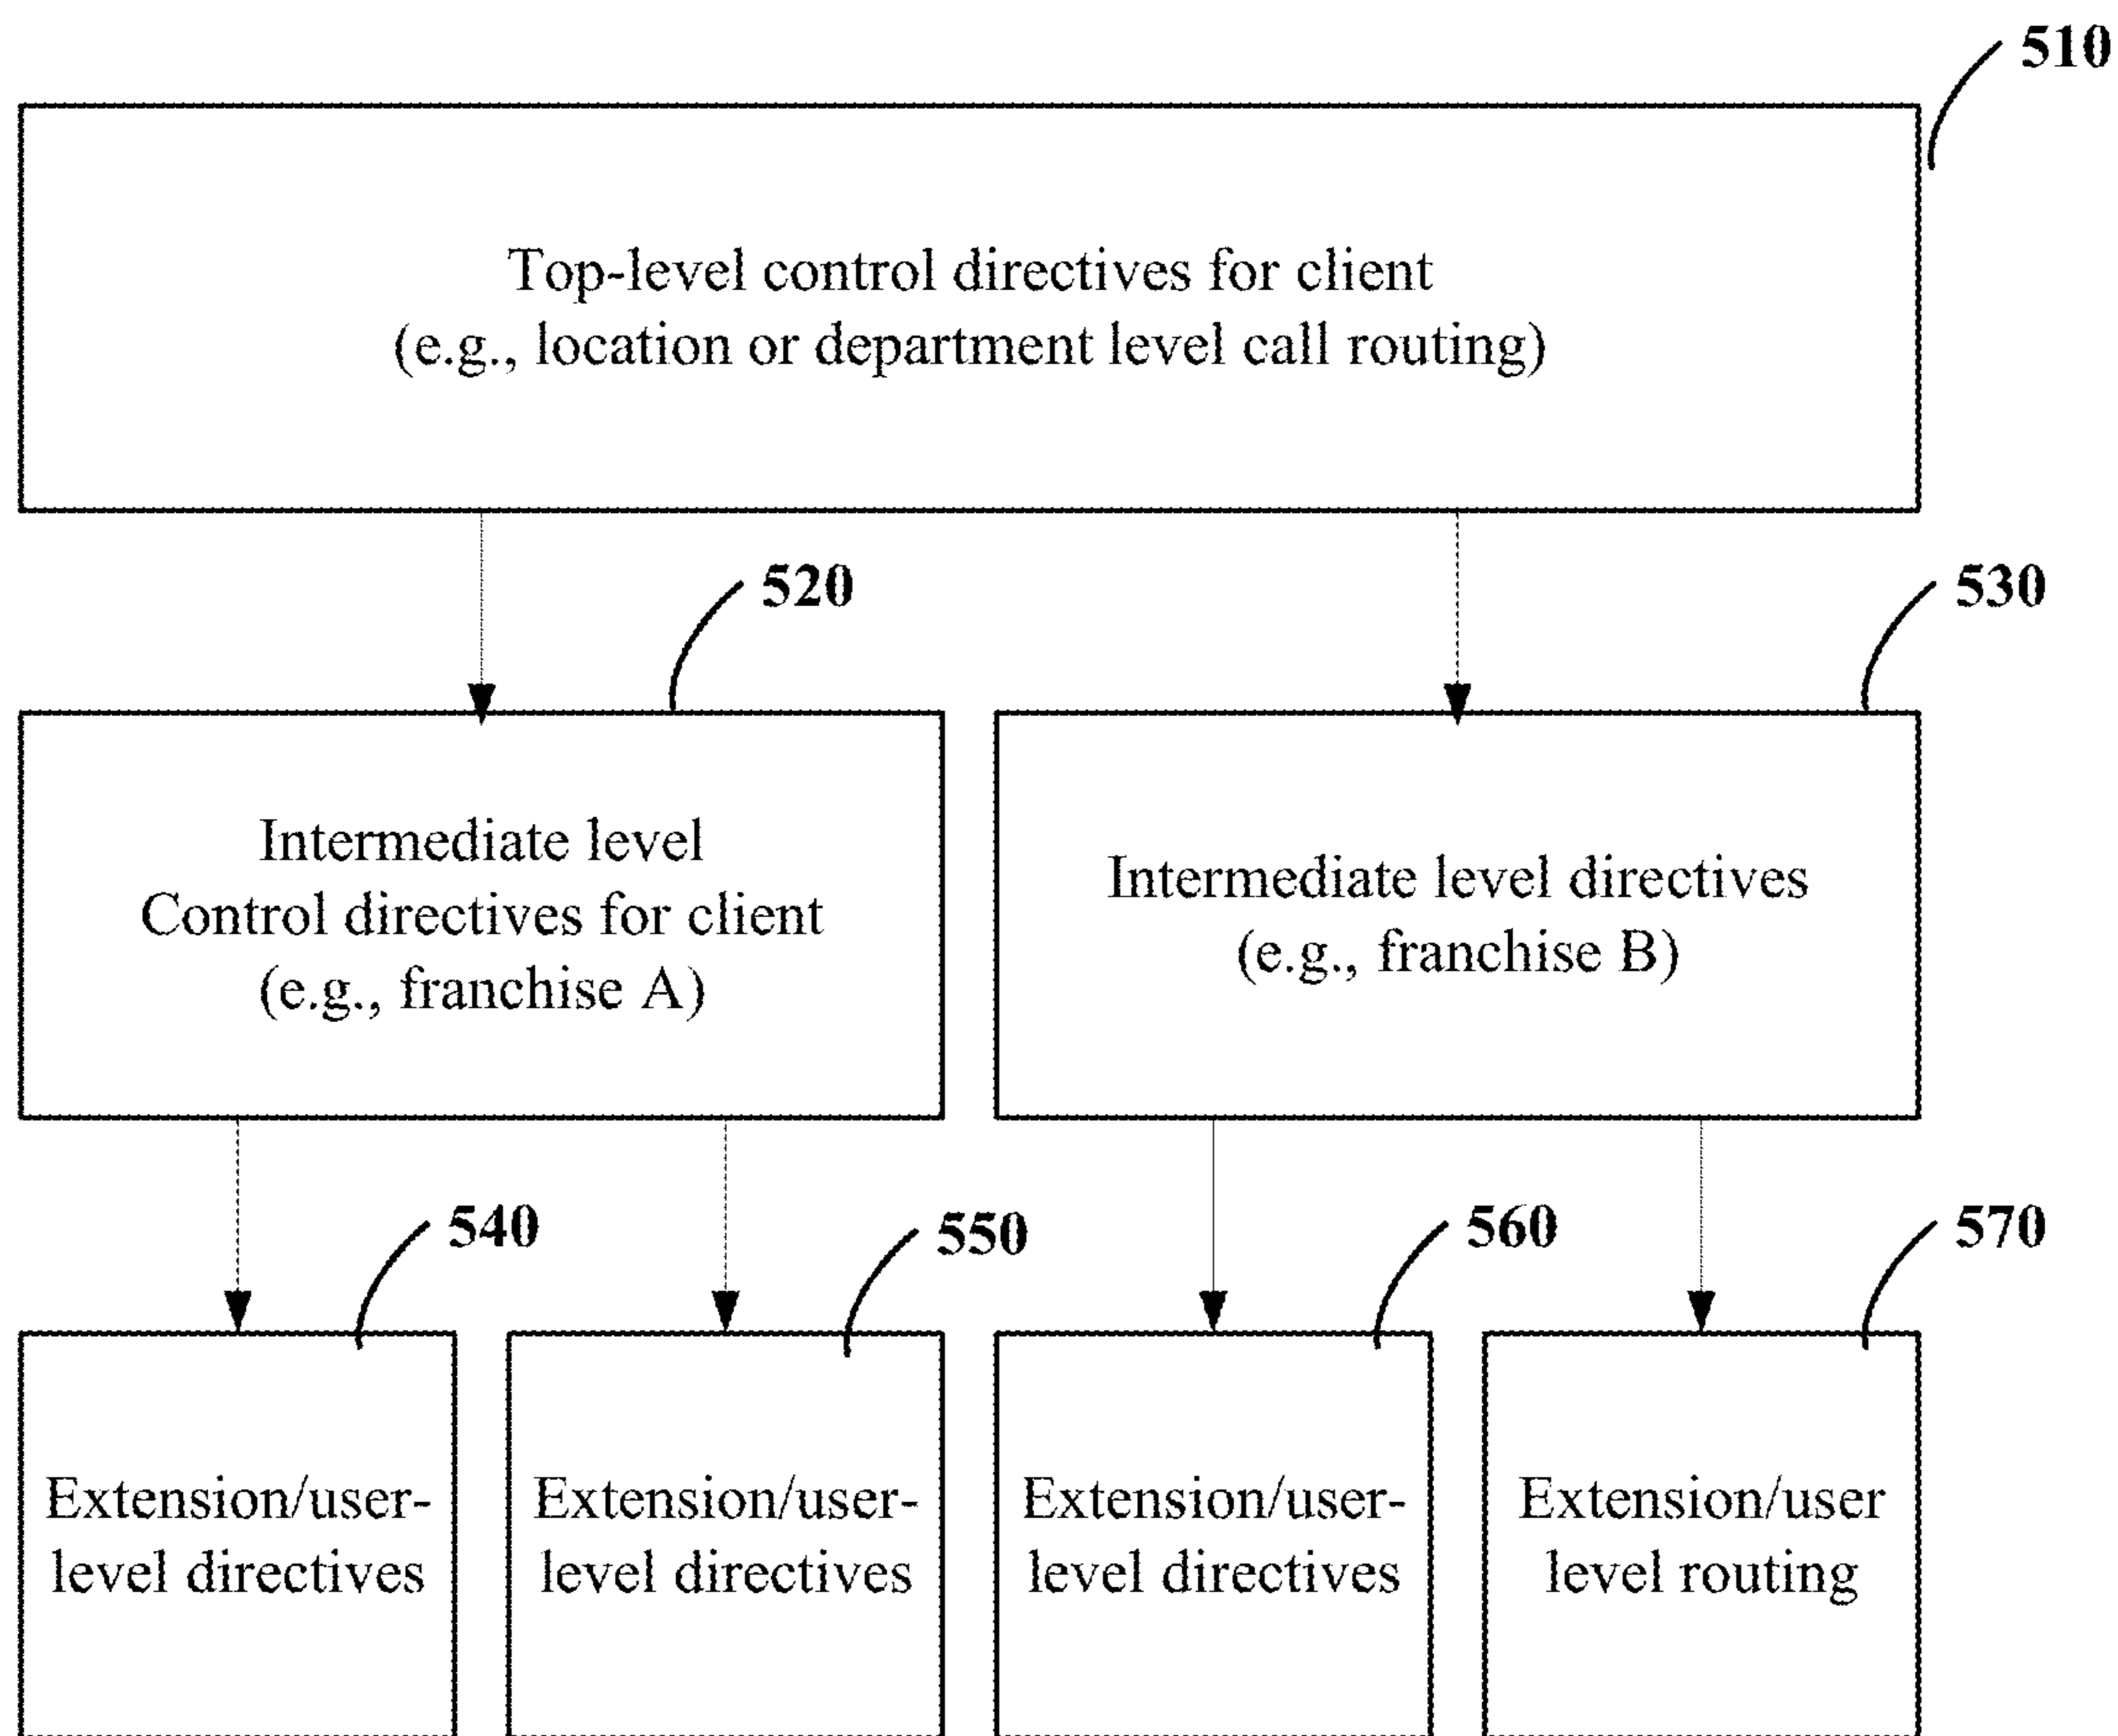 510
Top-level control directives for client
(e.g., location or department level call routing)
520
530
Intermediate level
Control directives for client
(e.g., franchise A)
Intermediate level directives
(e.g., franchise B)
540
550
560
570
Extension/user-
level directives
Extension/user-
level directives
Extension/user-
level directives
Extension/user
level routing